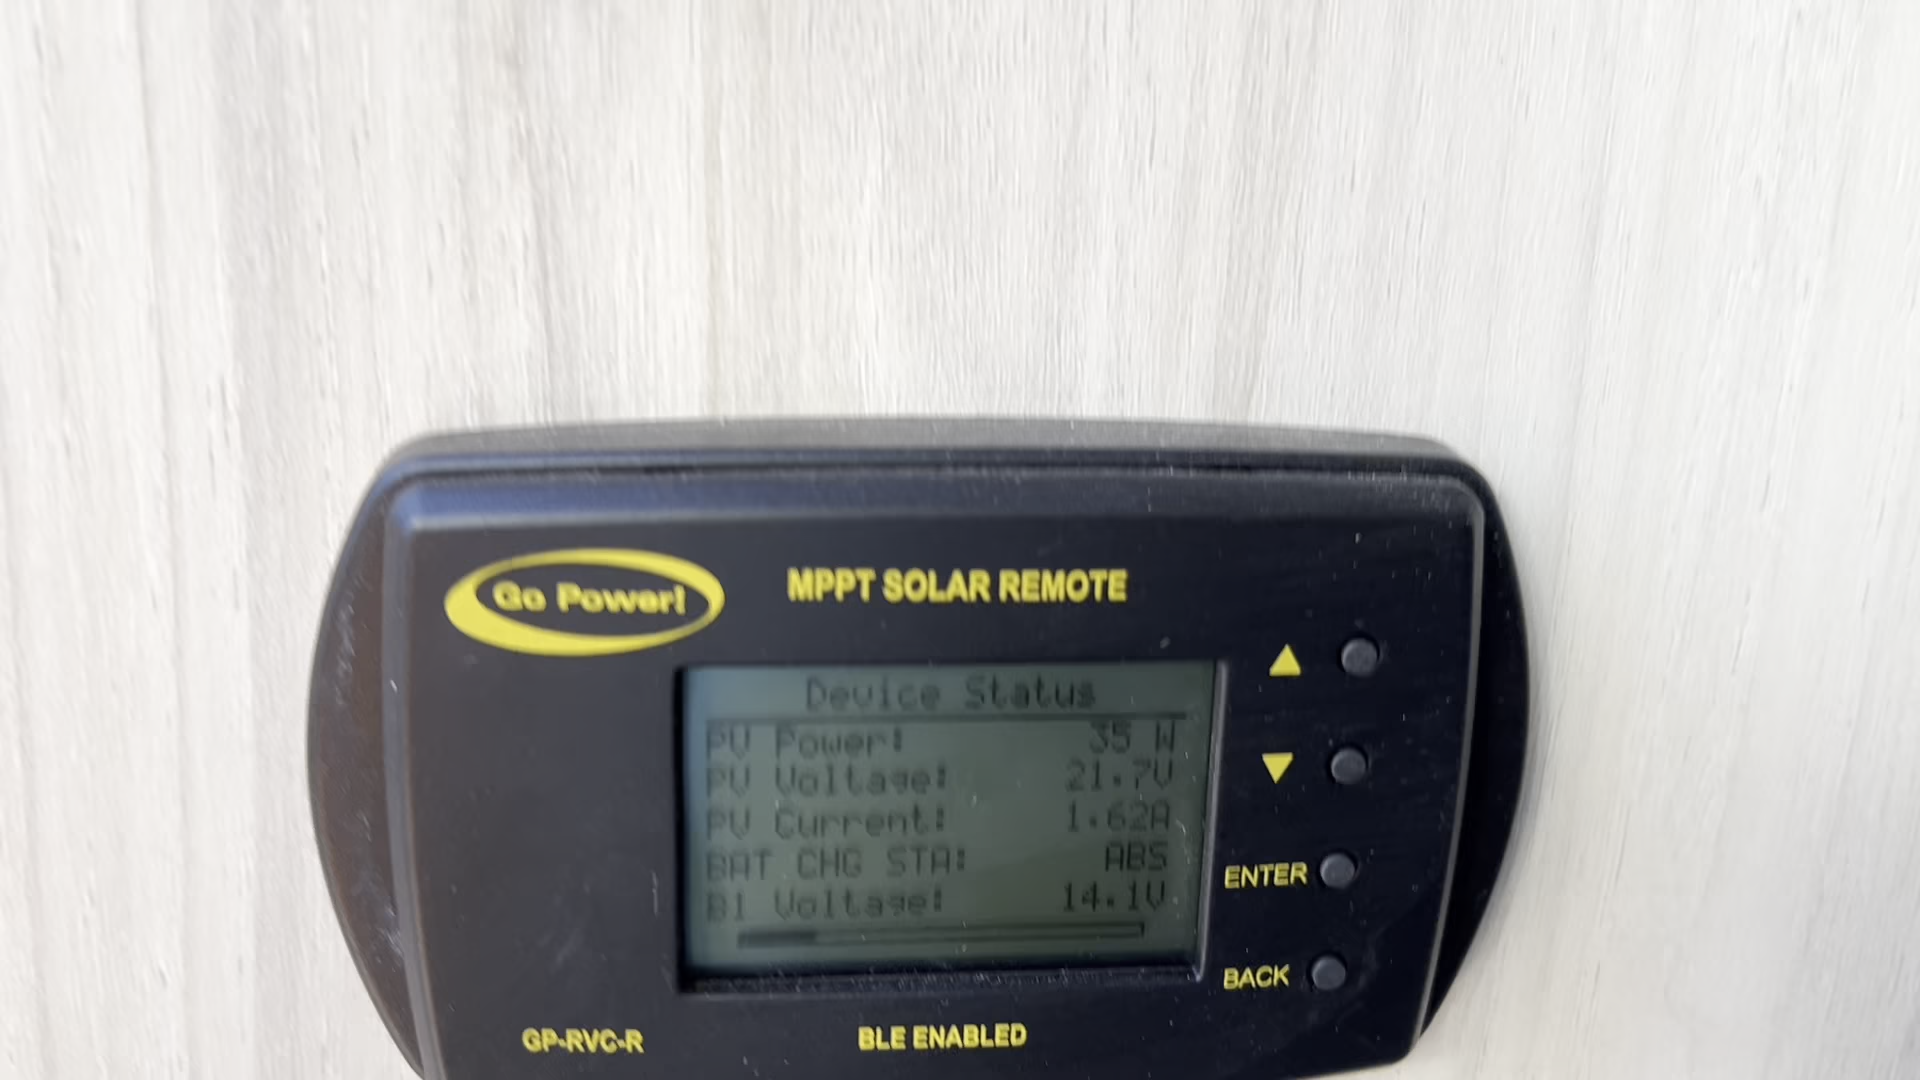 Go Power!
MPPT SOLAR REMOTE
Device Status
PV Power: 35 W
PV Voltage: 21.7V
PV Current: 1.62A
BAT CHG STA: ABS
B1 Voltage: 14.1V
ENTER
BACK
GP-RVC-R
BLE ENABLED